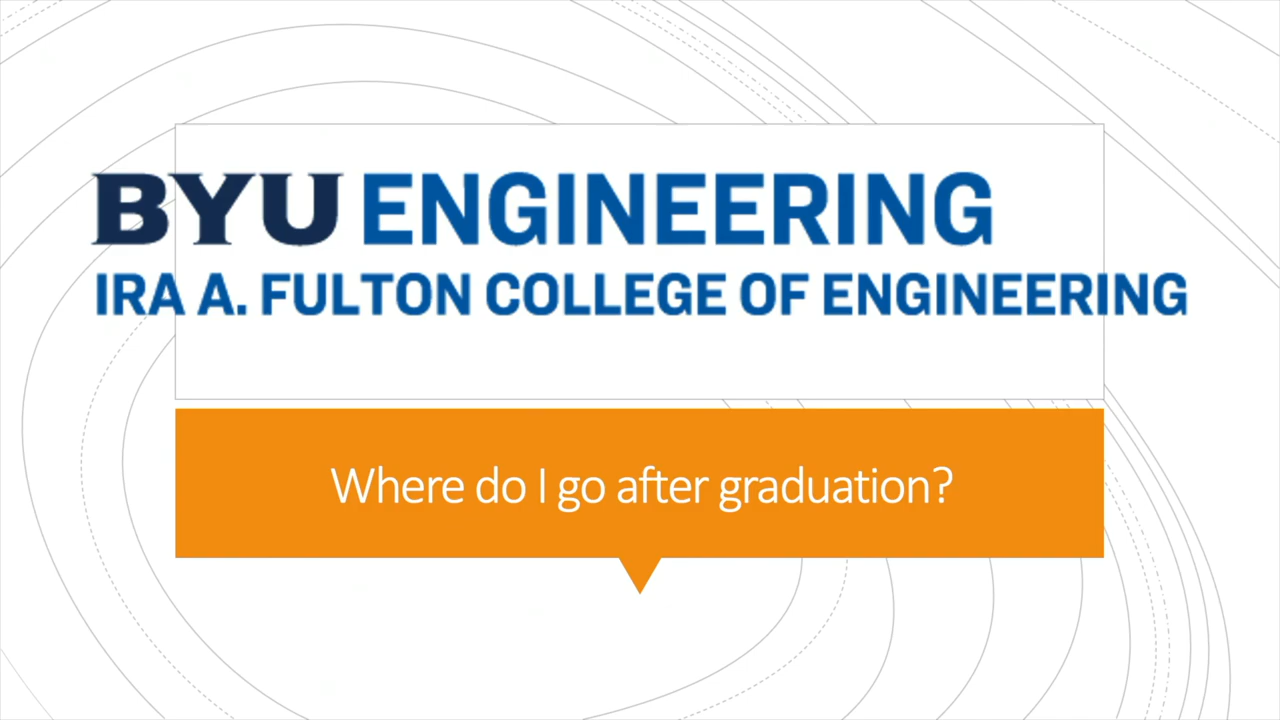 BYU ENGINEERING
IRA A. FULTON COLLEGE OF ENGINEERING
Where do I go after graduation?